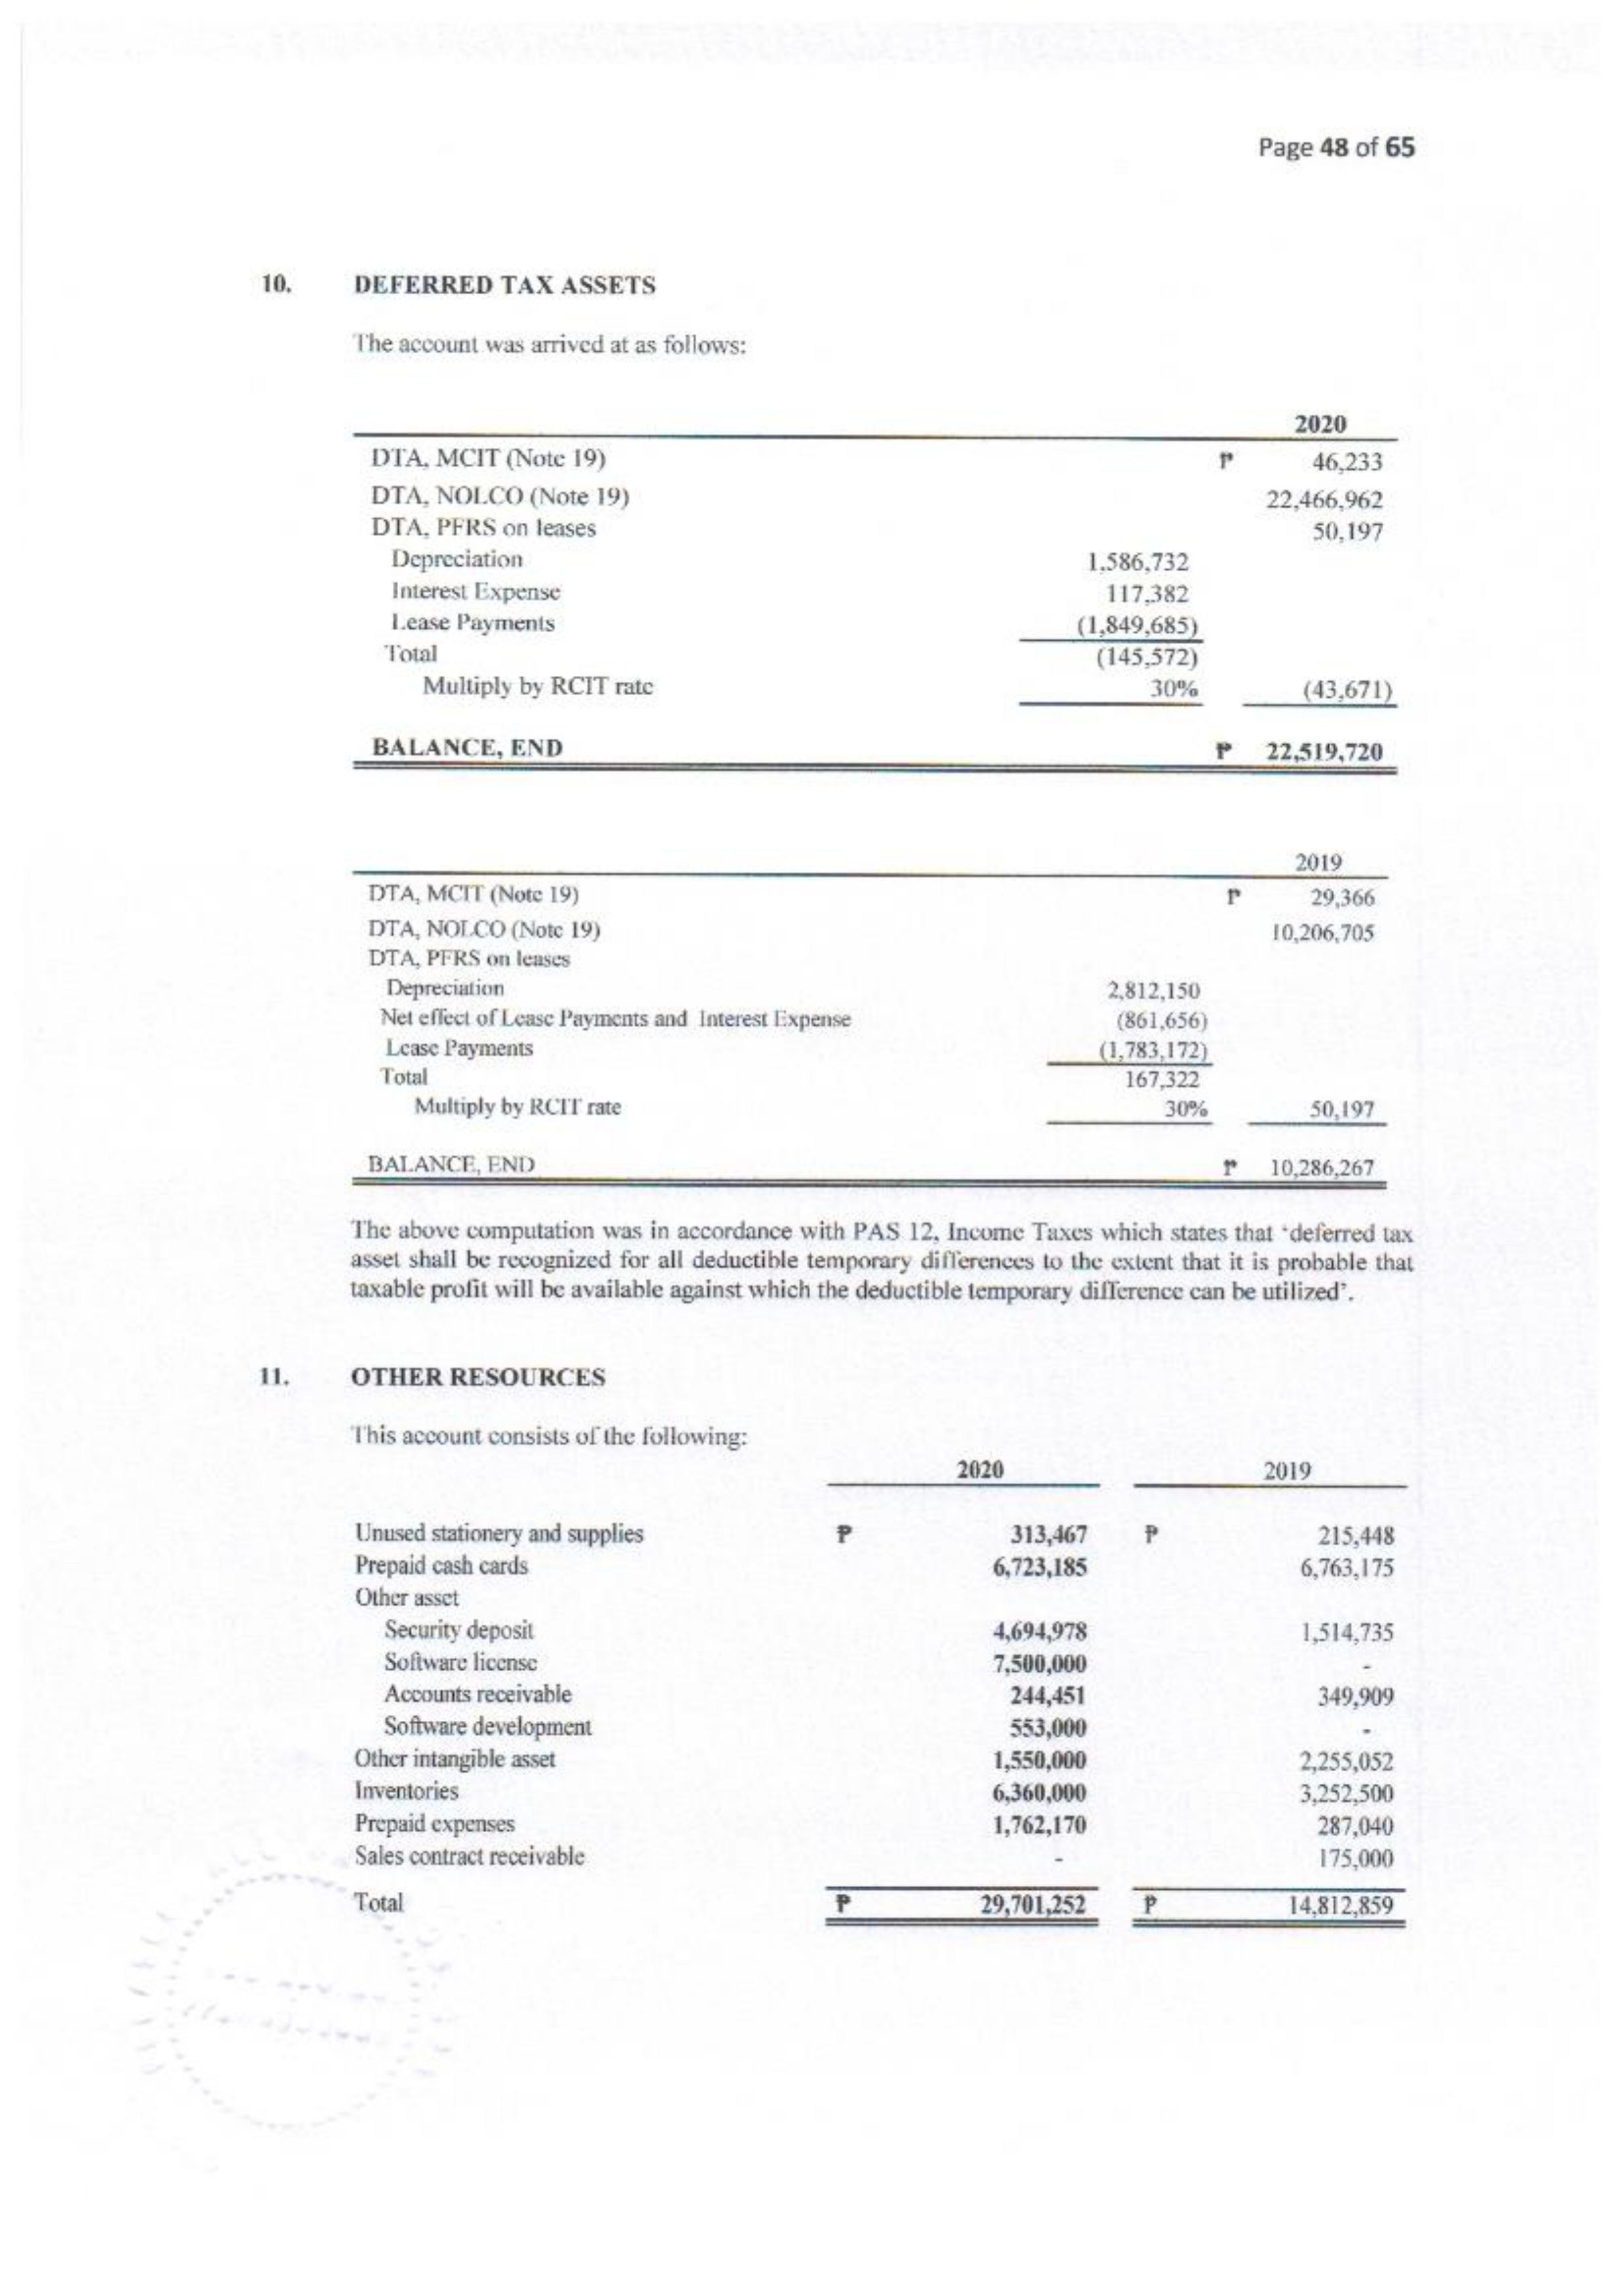 Page 48 of 65
10. DEFERRED TAX ASSETS
The account was arrived at as follows:
2020
DTA, MCIT (Note 19) ₱ 46,233
DTA, NOLCO (Note 19) 22,466,962
DTA, PFRS on leases 50,197
Depreciation 1,586,732
Interest Expense 117,382
Lease Payments (1,849,685)
Total (145,572)
Multiply by RCIT rate 30% (43,671)
BALANCE, END ₱ 22,519,720
2019
DTA, MCIT (Note 19) ₱ 29,366
DTA, NOLCO (Note 19) 10,206,705
DTA, PFRS on leases
Depreciation 2,812,150
Net effect of Lease Payments and Interest Expense (861,656)
Lease Payments (1,783,172)
Total 167,322
Multiply by RCIT rate 30% 50,197
BALANCE, END ₱ 10,286,267
The above computation was in accordance with PAS 12, Income Taxes which states that ‘deferred tax
asset shall be recognized for all deductible temporary differences to the extent that it is probable that
taxable profit will be available against which the deductible temporary difference can be utilized’.
11. OTHER RESOURCES
This account consists of the following:
2020 2019
Unused stationery and supplies ₱ 313,467 ₱ 215,448
Prepaid cash cards 6,723,185 6,763,175
Other asset
Security deposit 4,694,978 1,514,735
Software license 7,500,000 -
Accounts receivable 244,451 349,909
Software development 553,000 -
Other intangible asset 1,550,000 2,255,052
Inventories 6,360,000 3,252,500
Prepaid expenses 1,762,170 287,040
Sales contract receivable - 175,000
Total ₱ 29,701,252 ₱ 14,812,859